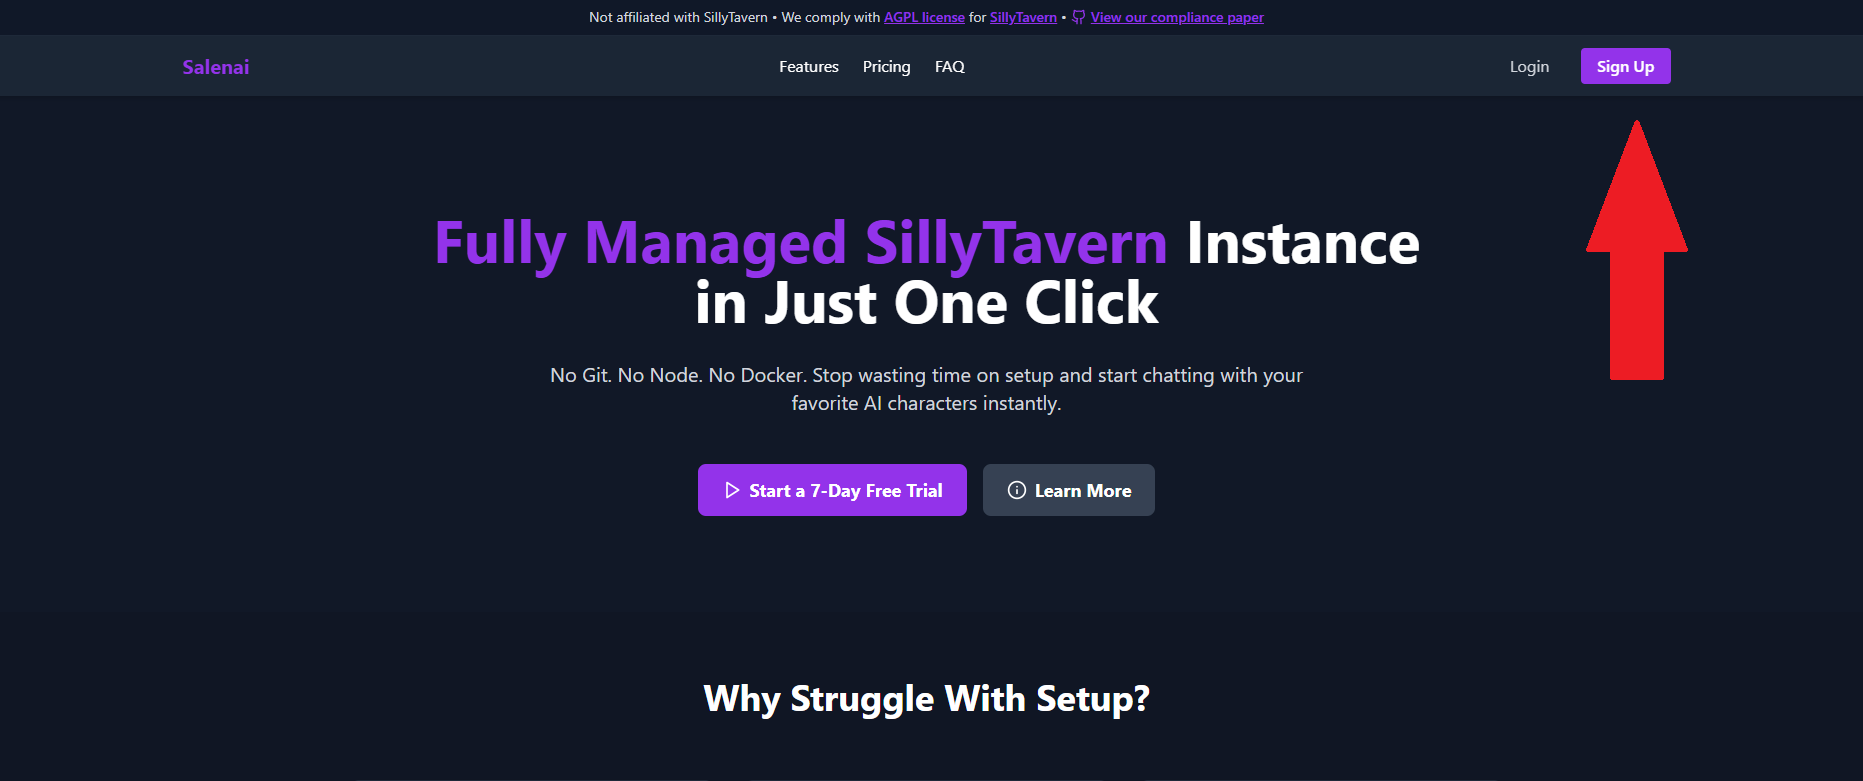 Not affiliated with SillyTavern • We comply with AGPL license for SillyTavern • View our compliance paper
Salenai
Features Pricing FAQ
Login Sign Up
Fully Managed SillyTavern Instance
in Just One Click
No Git. No Node. No Docker. Stop wasting time on setup and start chatting with your
favorite AI characters instantly.
Start a 7-Day Free Trial
Learn More
Why Struggle With Setup?